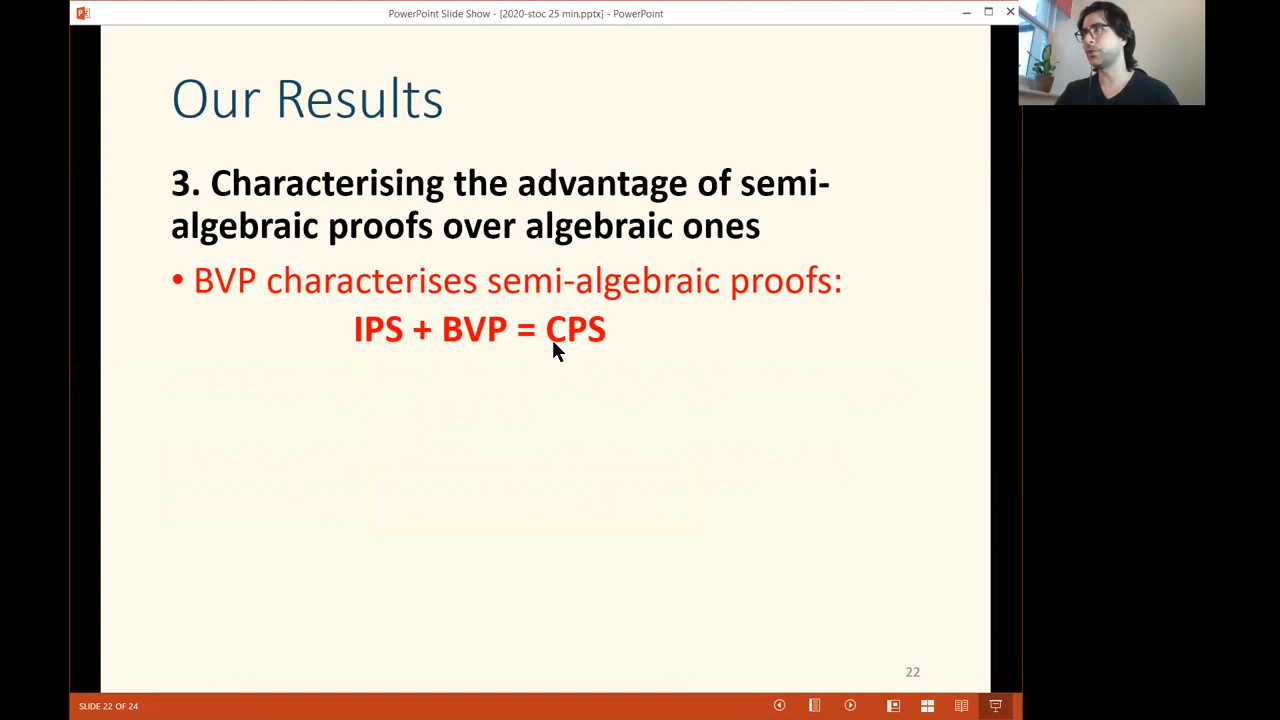 PowerPoint Slide Show - [2020-stoc 25 min.pptx] - PowerPoint
Our Results
3. Characterising the advantage of semi-
algebraic proofs over algebraic ones
• BVP characterises semi-algebraic proofs:
IPS + BVP = CPS
22
SLIDE 22 OF 24